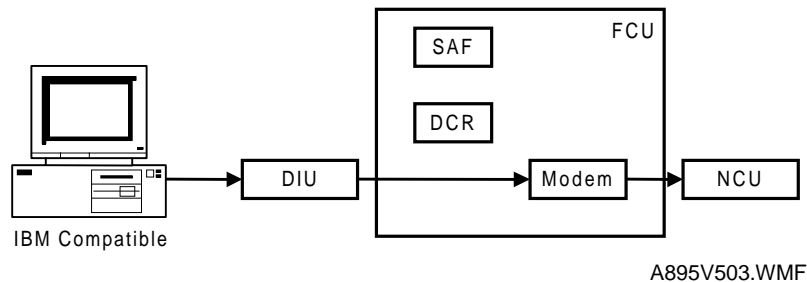 FCU
SAF
DCR
DIU
Modem
NCU
IBM Compatible
A895V503.WMF